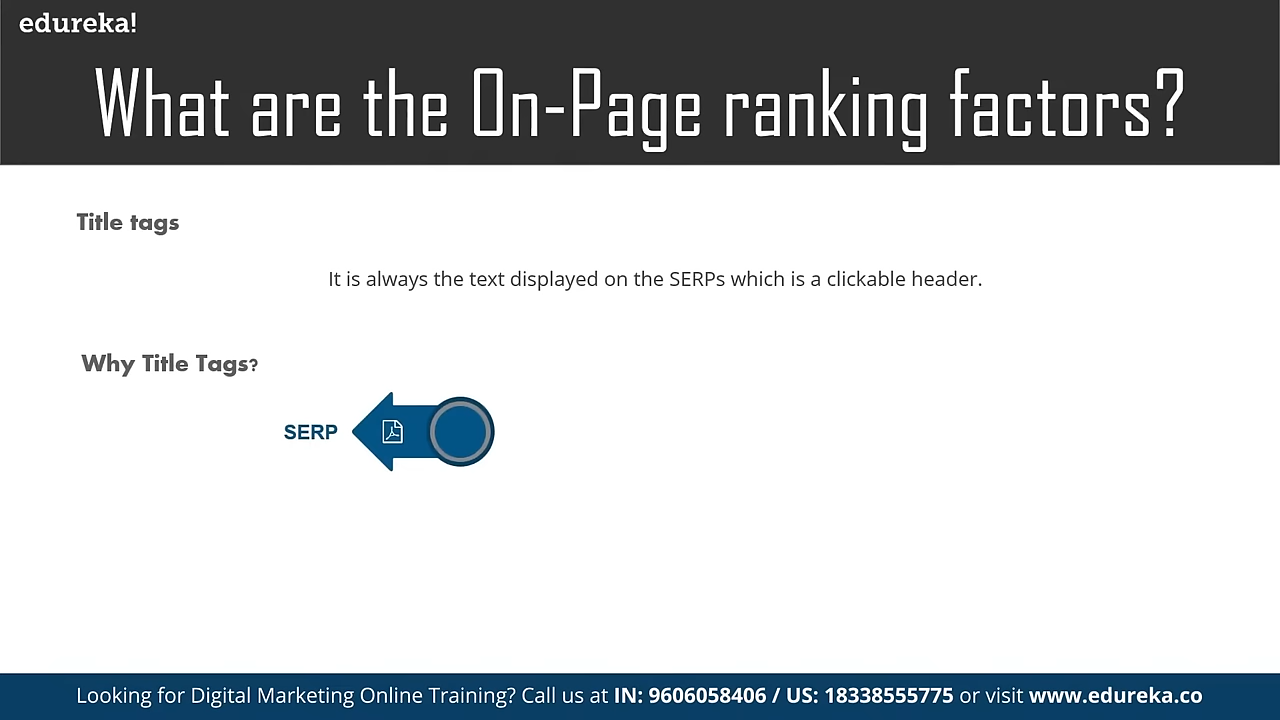 edureka!
What are the On-Page ranking factors?
Title tags
It is always the text displayed on the SERPs which is a clickable header.
Why Title Tags?
SERP
Looking for Digital Marketing Online Training? Call us at IN: 9606058406 / US: 18338555775 or visit www.edureka.co